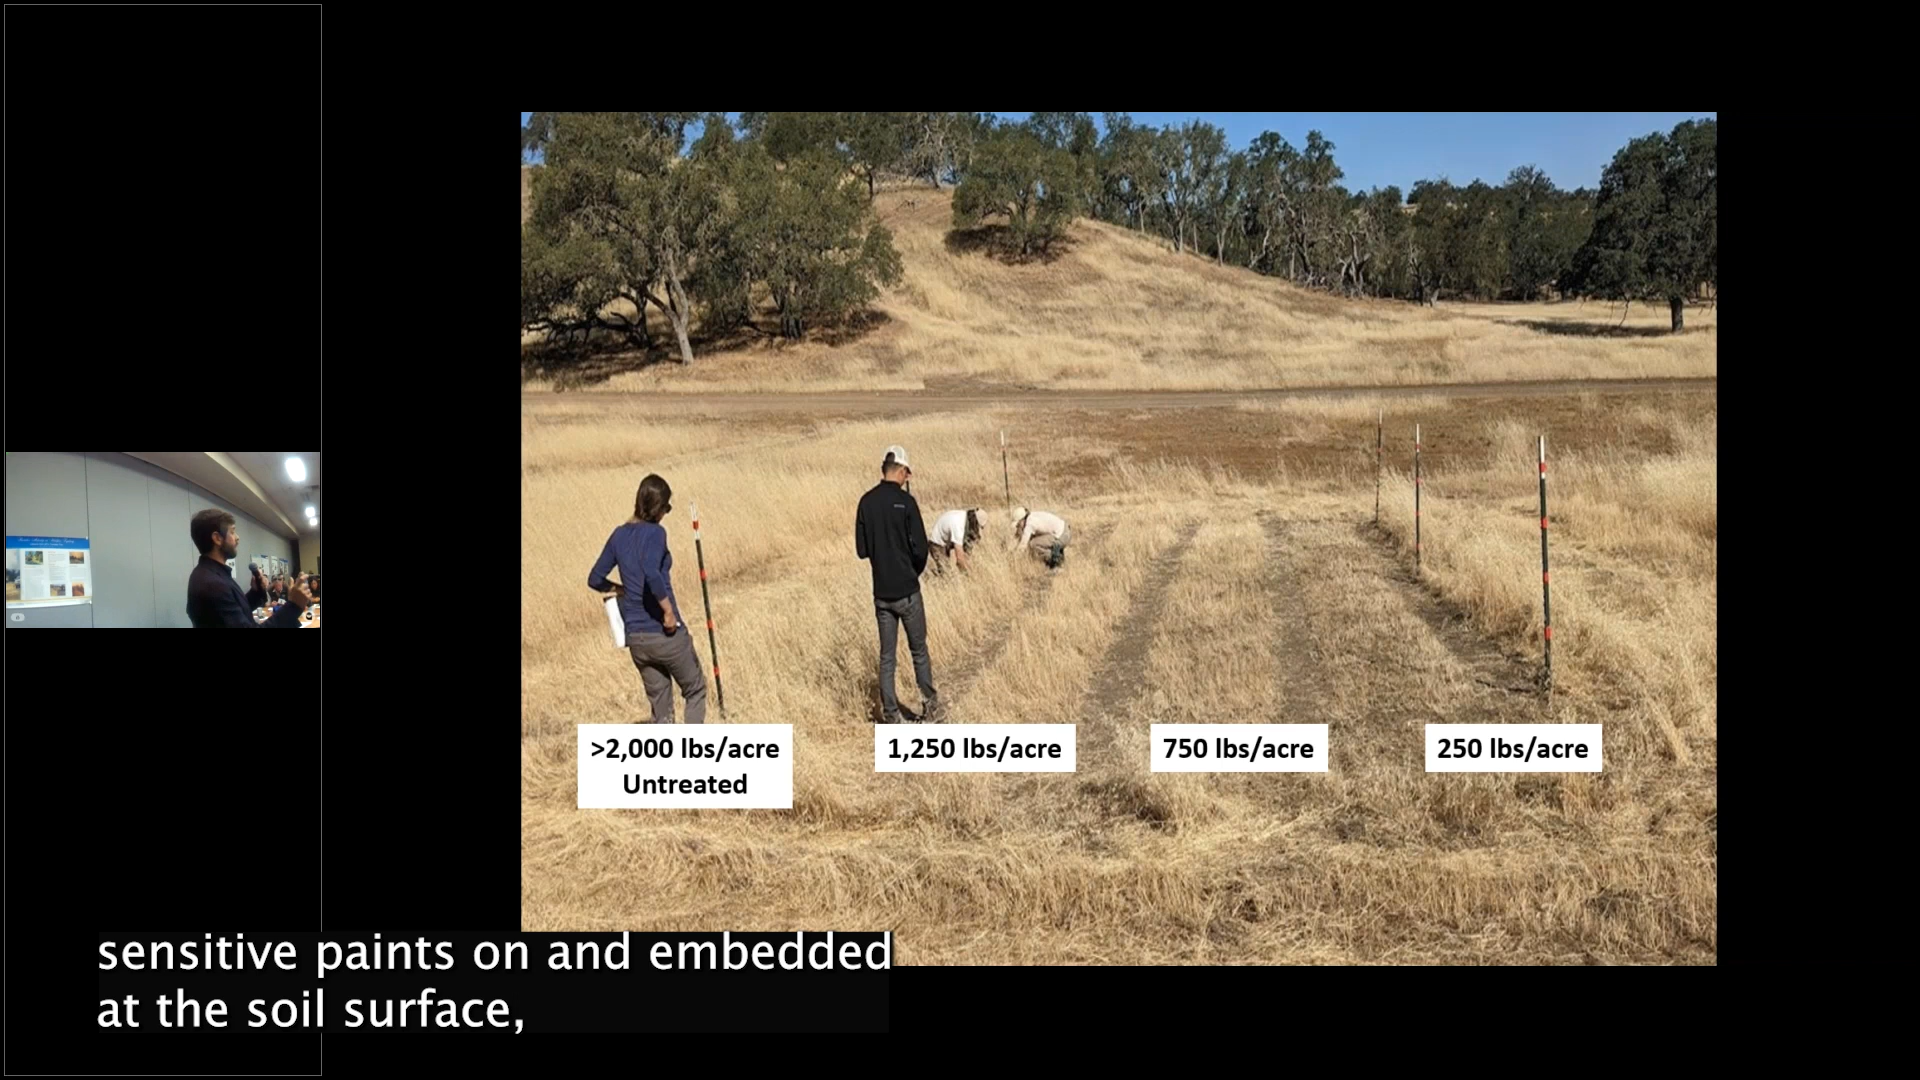 >2,000 lbs/acre
Untreated
1,250 lbs/acre
750 lbs/acre
250 lbs/acre
sensitive paints on and embedded
at the soil surface,